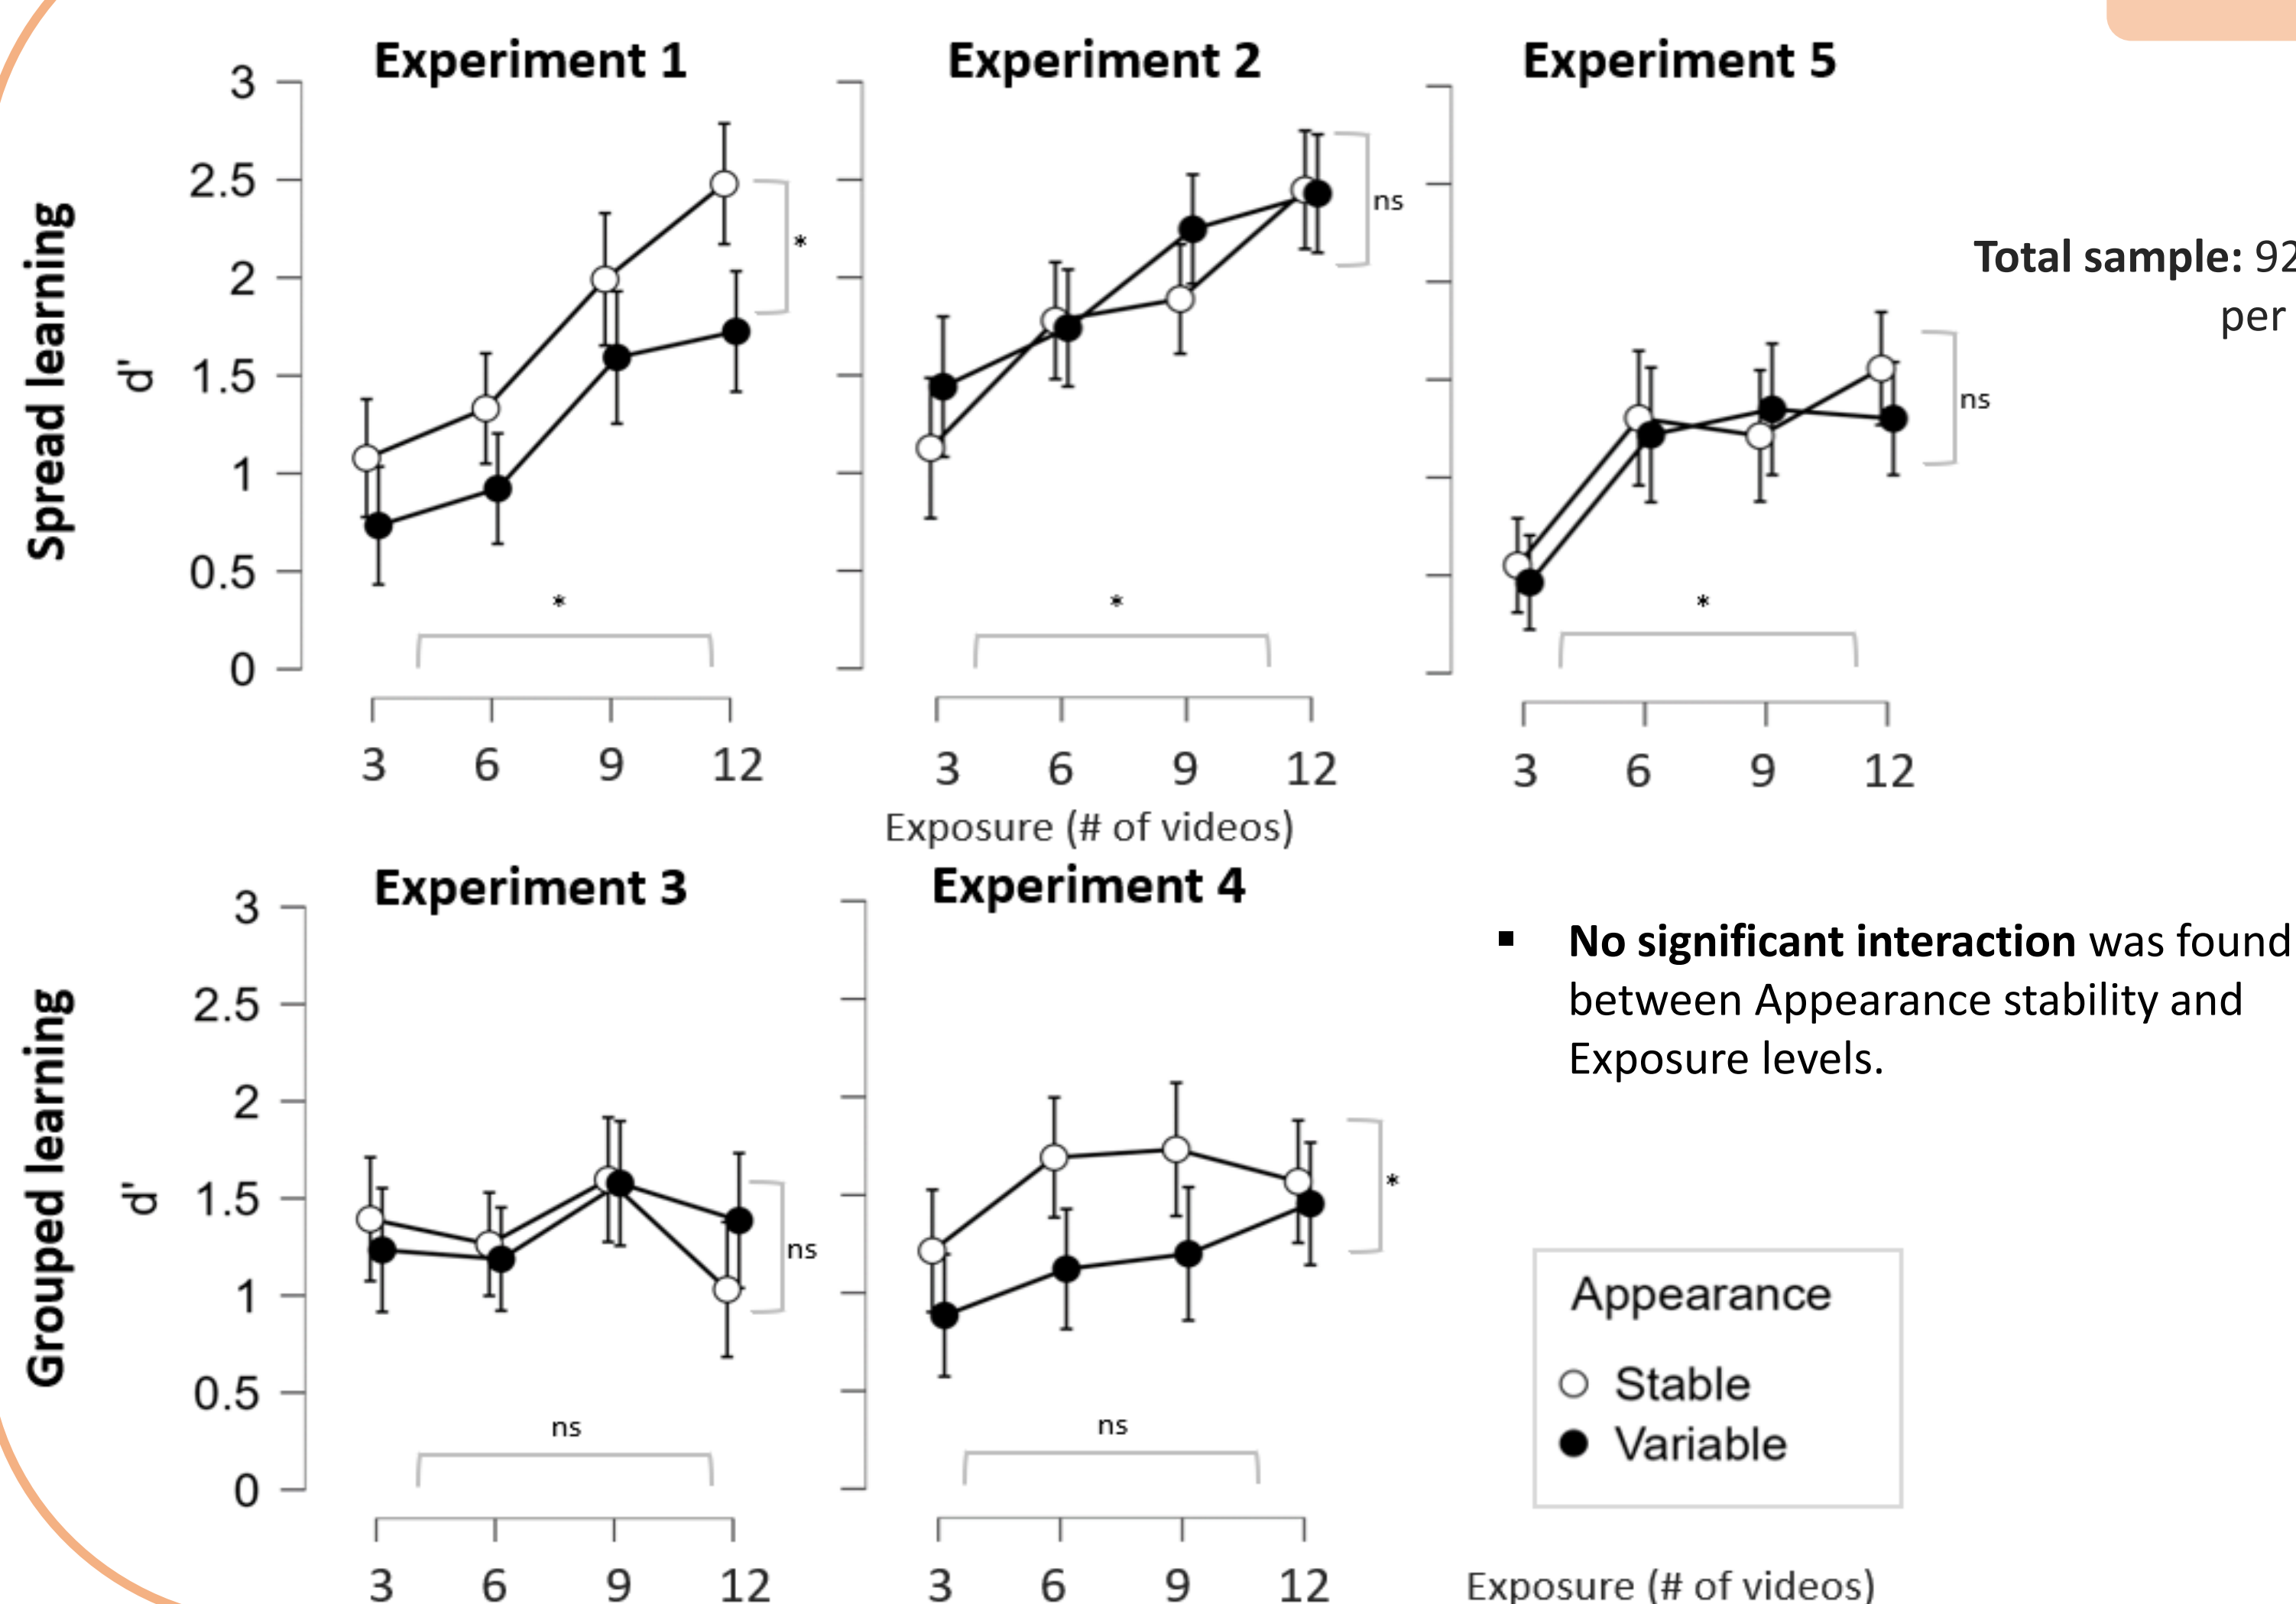 Experiment 1
Experiment 2
Experiment 5
Spread learning
d'
3
2.5
2
1.5
1
0.5
0
*
*
ns
*
ns
*
3 6 9 12
3 6 9 12
3 6 9 12
Exposure (# of videos)
Total sample: 92
per
Experiment 3
Experiment 4
Grouped learning
d'
3
2.5
2
1.5
1
0.5
0
ns
ns
*
ns
3 6 9 12
3 6 9 12
Exposure (# of videos)
▪ No significant interaction was found
between Appearance stability and
Exposure levels.
Appearance
Stable
Variable